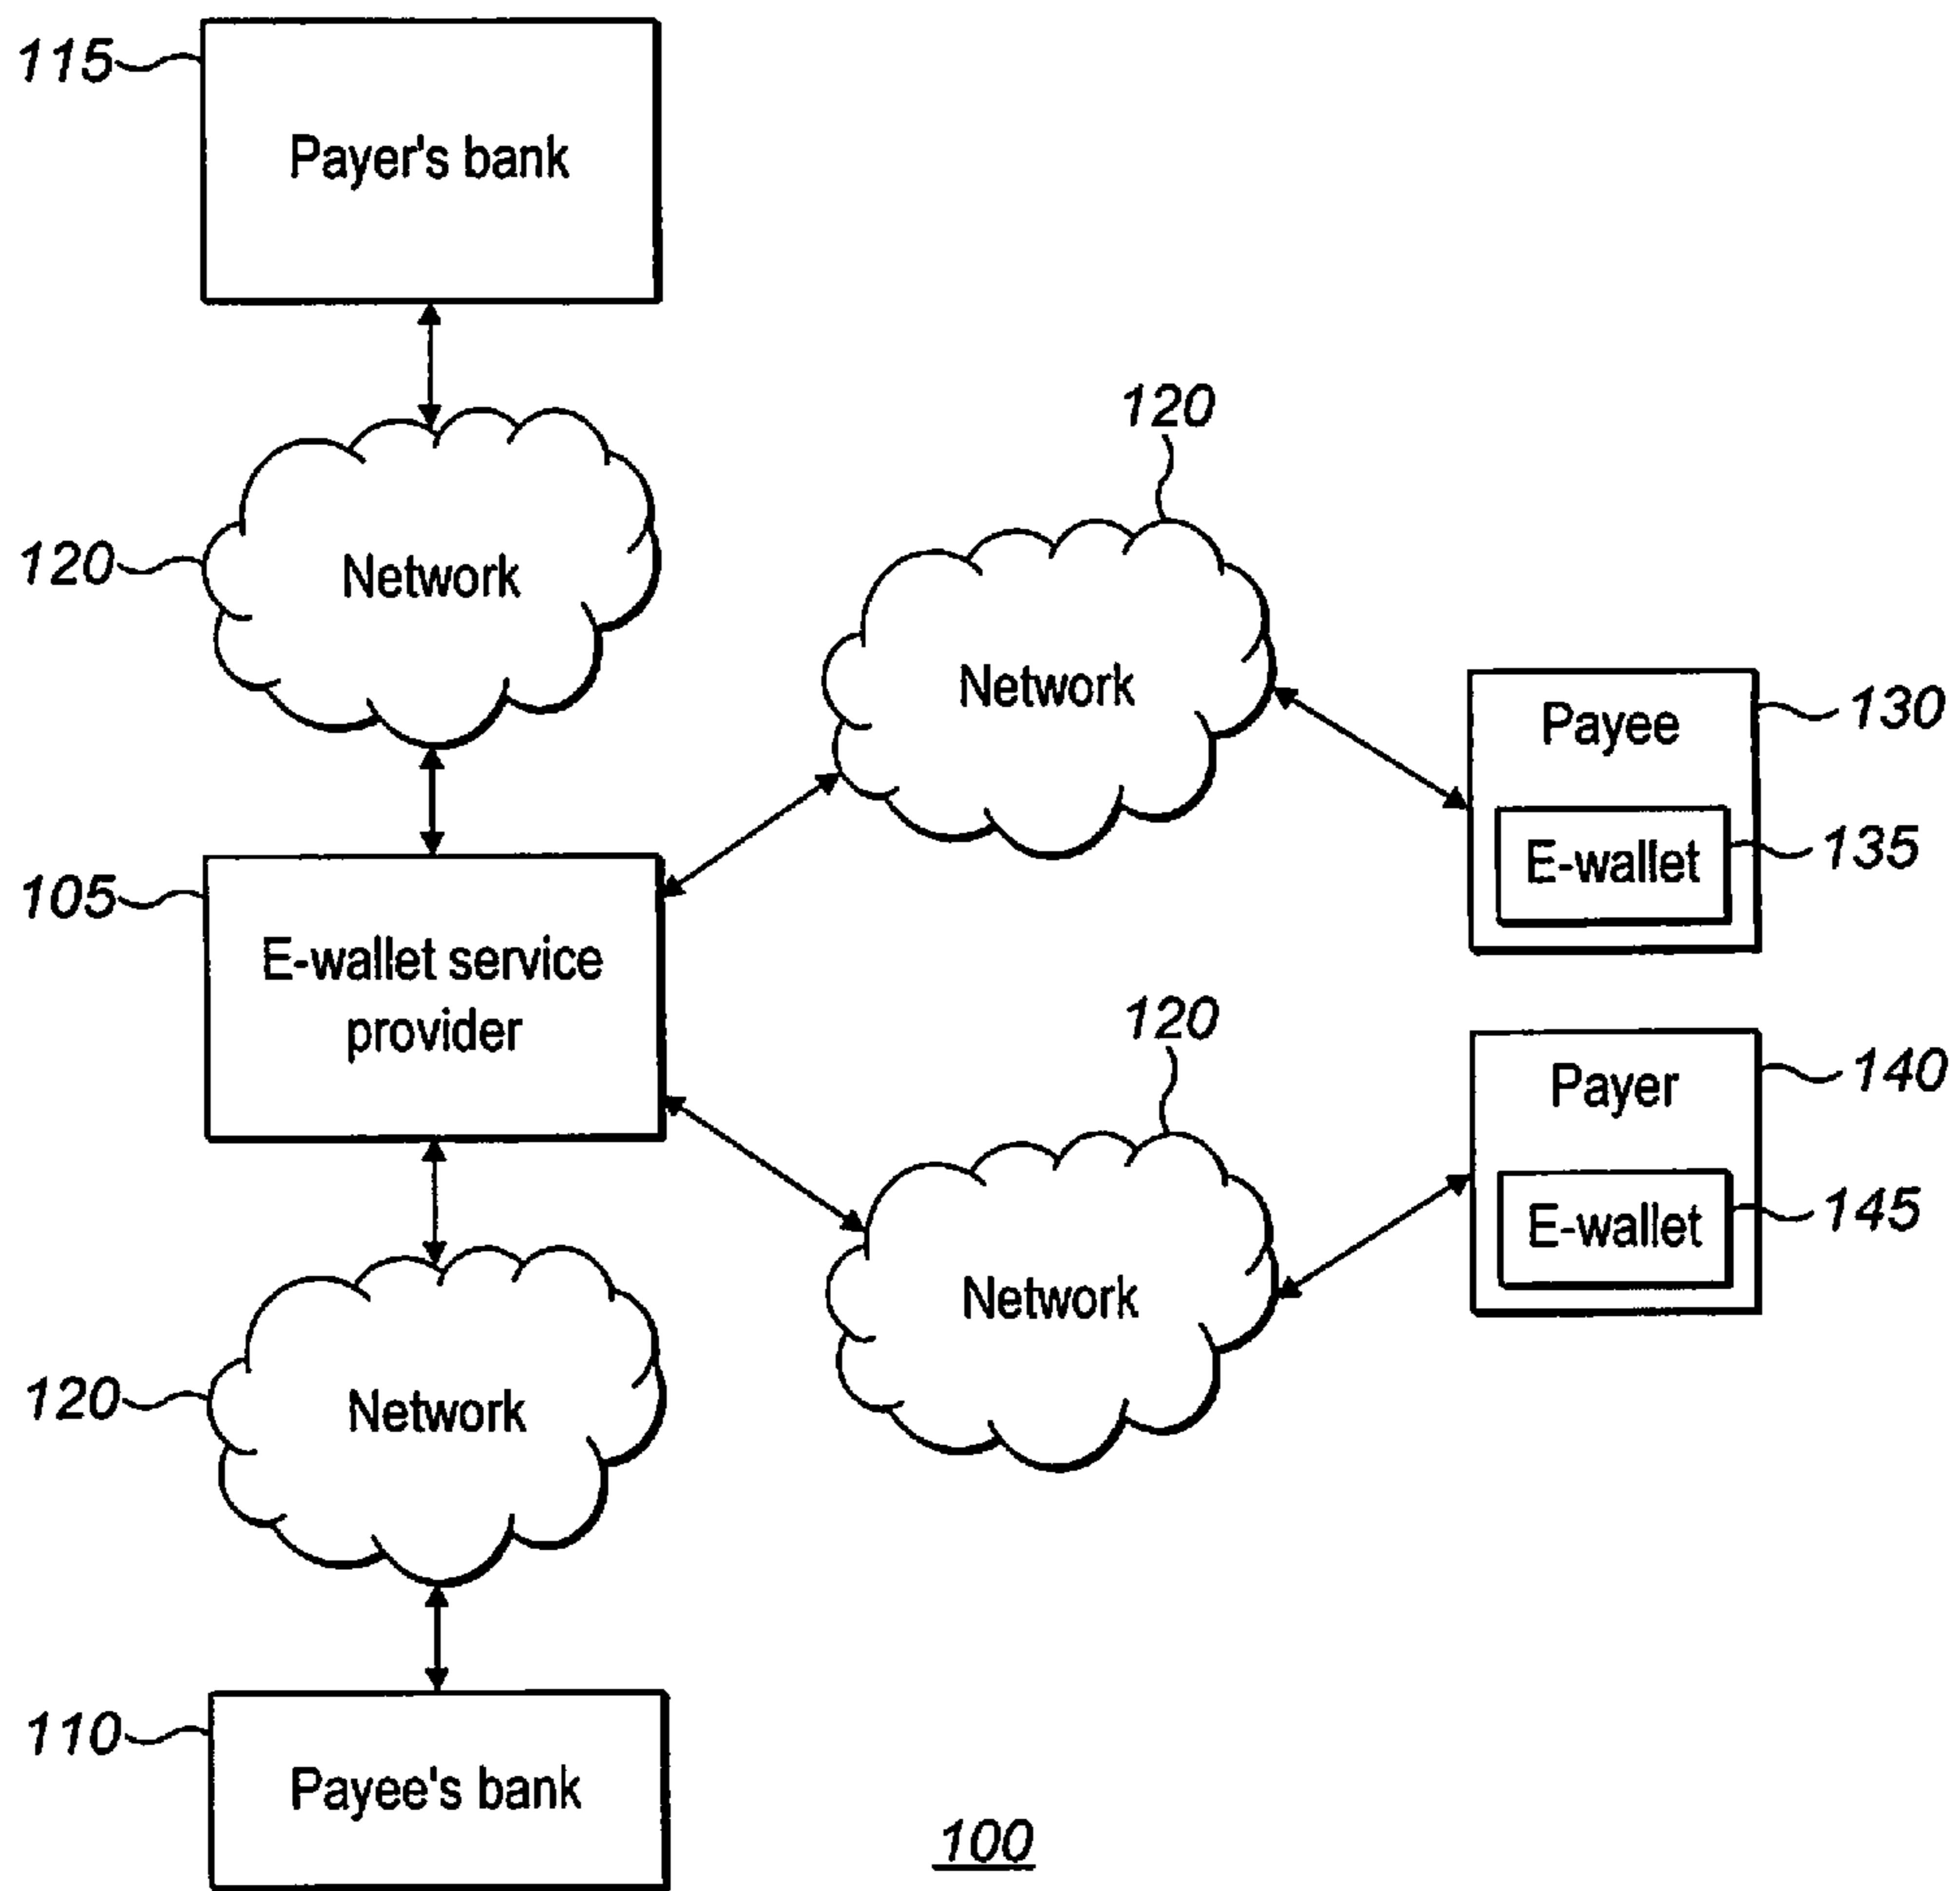 115
Payer's bank
120
120
Network
Network
Payee
130
E-wallet
135
105
E-wallet service
provider
120
Payer
140
E-wallet
145
Network
120
Network
110
Payee's bank
100